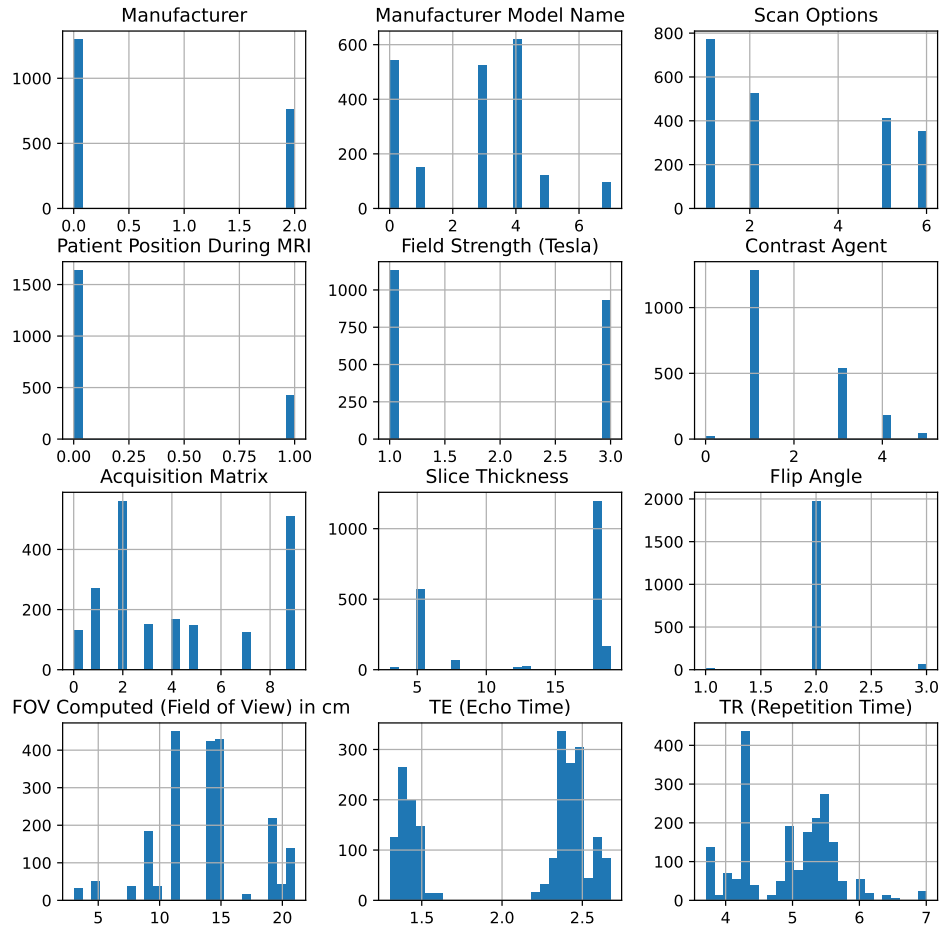 Manufacturer
Manufacturer Model Name
Scan Options
1000
500
0
0.0 0.5 1.0 1.5 2.0
600
400
200
0
0 2 4 6
800
600
400
200
0
2 4 6
Patient Position During MRI
Field Strength (Tesla)
Contrast Agent
1500
1000
500
0
0.00 0.25 0.50 0.75 1.00
1000
750
500
250
0
1.0 1.5 2.0 2.5 3.0
1000
500
0
0 2 4
Acquisition Matrix
Slice Thickness
Flip Angle
400
200
0
0 2 4 6 8
1000
500
0
5 10 15
2000
1500
1000
500
0
1.0 1.5 2.0 2.5 3.0
FOV Computed (Field of View) in cm
TE (Echo Time)
TR (Repetition Time)
400
300
200
100
0
5 10 15 20
300
200
100
0
1.5 2.0 2.5
400
300
200
100
0
4 5 6 7